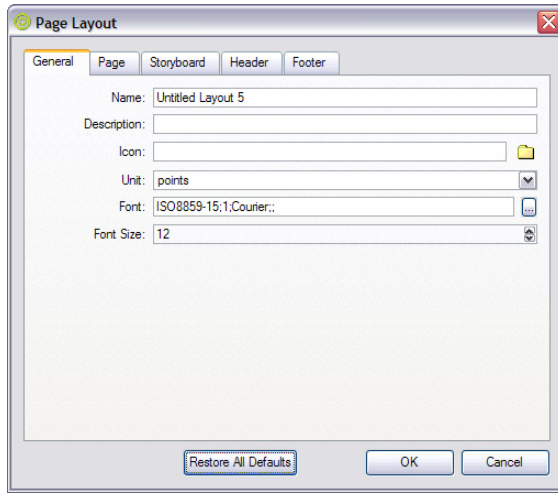 Page Layout
General Page Storyboard Header Footer
Name: Untitled Layout 5
Description:
Icon:
Unit: points
Font: ISO8859-15;1;Courier;; ...
Font Size: 12
Restore All Defaults OK Cancel